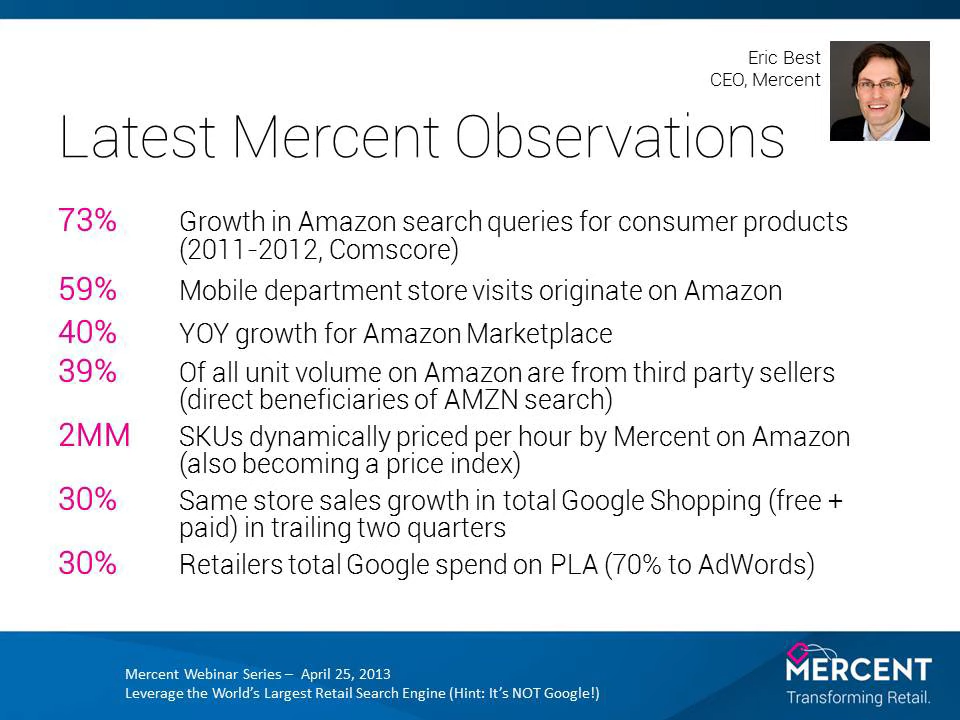 Eric Best
CEO, Mercent
Latest Mercent Observations
73% Growth in Amazon search queries for consumer products
(2011-2012, Comscore)
59% Mobile department store visits originate on Amazon
40% YOY growth for Amazon Marketplace
39% Of all unit volume on Amazon are from third party sellers
(direct beneficiaries of AMZN search)
2MM SKUs dynamically priced per hour by Mercent on Amazon
(also becoming a price index)
30% Same store sales growth in total Google Shopping (free +
paid) in trailing two quarters
30% Retailers total Google spend on PLA (70% to AdWords)
Mercent Webinar Series – April 25, 2013
Leverage the World's Largest Retail Search Engine (Hint: It's NOT Google!)
MERCENT
Transforming Retail.